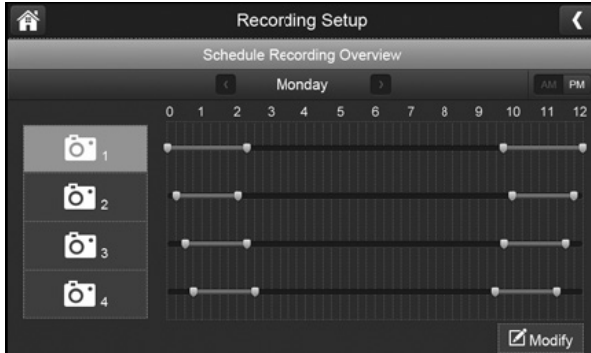 Recording Setup
Schedule Recording Overview
Monday
AM PM
0 1 2 3 4 5 6 7 8 9 10 11 12
1
2
3
4
Modify